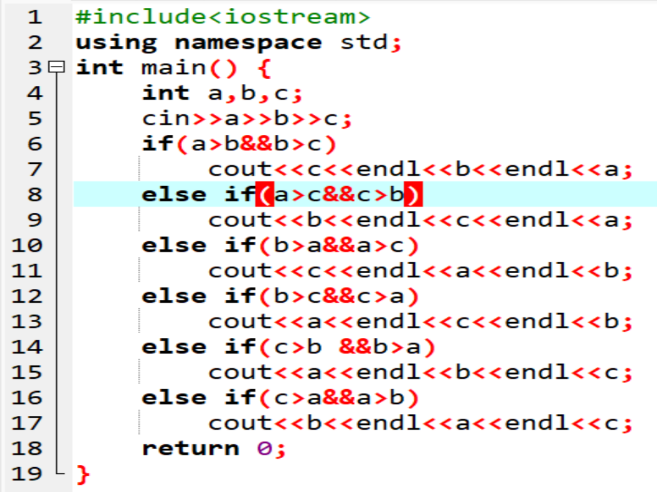 1 #include<iostream>
2 using namespace std;
3 int main() {
4 int a,b,c;
5 cin>>a>>b>>c;
6 if(a>b&&b>c)
7 cout<<c<<endl<<b<<endl<<a;
8 else if(a>c&&c>b)
9 cout<<b<<endl<<c<<endl<<a;
10 else if(b>a&&a>c)
11 cout<<c<<endl<<a<<endl<<b;
12 else if(b>c&&c>a)
13 cout<<a<<endl<<c<<endl<<b;
14 else if(c>b &&b>a)
15 cout<<a<<endl<<b<<endl<<c;
16 else if(c>a&&a>b)
17 cout<<b<<endl<<a<<endl<<c;
18 return 0;
19 }